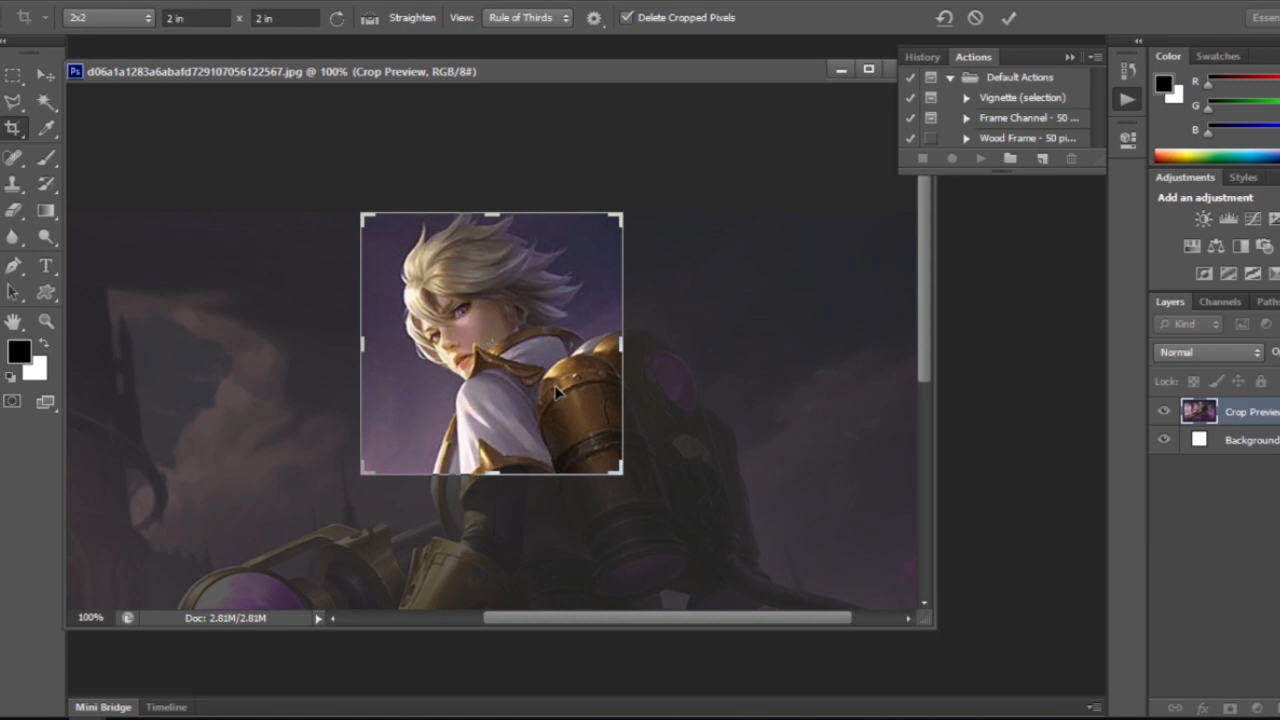 2x2 2 in x 2 in Straighten View: Rule of Thirds Delete Cropped Pixels Essen
Ps d06a1a1283a6abafd729107056122567.jpg @ 100% (Crop Preview, RGB/8#)
History Actions
Default Actions
Vignette (selection)
Frame Channel - 50 ...
Wood Frame - 50 pi...
Color Swatches
R
G
B
Adjustments Styles
Add an adjustment
Layers Channels Paths
Kind
Normal O
Lock:
Crop Preview
Background
T
fx
100% Doc: 2.81M/2.81M
Mini Bridge Timeline